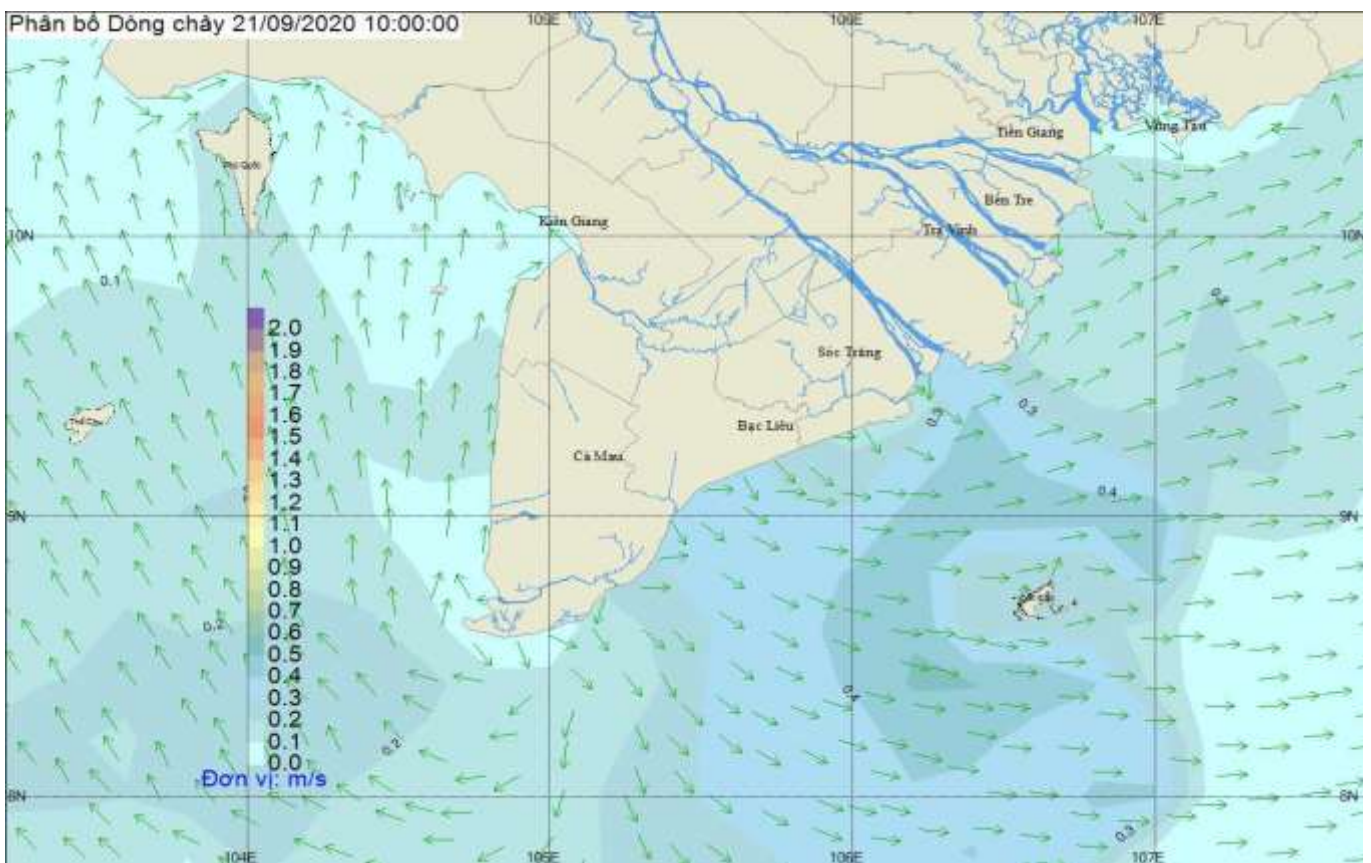 Phân bố Dòng chảy 21/09/2020 10:00:00
105E
106E
107E
Tiền Giang
Vũng Tàu
Phú Quốc
Bến Tre
Kiên Giang
Trà Vinh
10N
10N
0.1
2.0
1.9
1.8
1.7
1.6
1.5
1.4
1.3
1.2
1.1
1.0
0.9
0.8
0.7
0.6
0.5
0.4
0.3
0.2
0.1
0.0
Đơn vị: m/s
Sóc Trăng
Bạc Liêu
Cà Mau
0.3
0.3
0.4
9N
9N
0.2
0.4
0.2
8N
8N
0.3
104E
105E
106E
107E